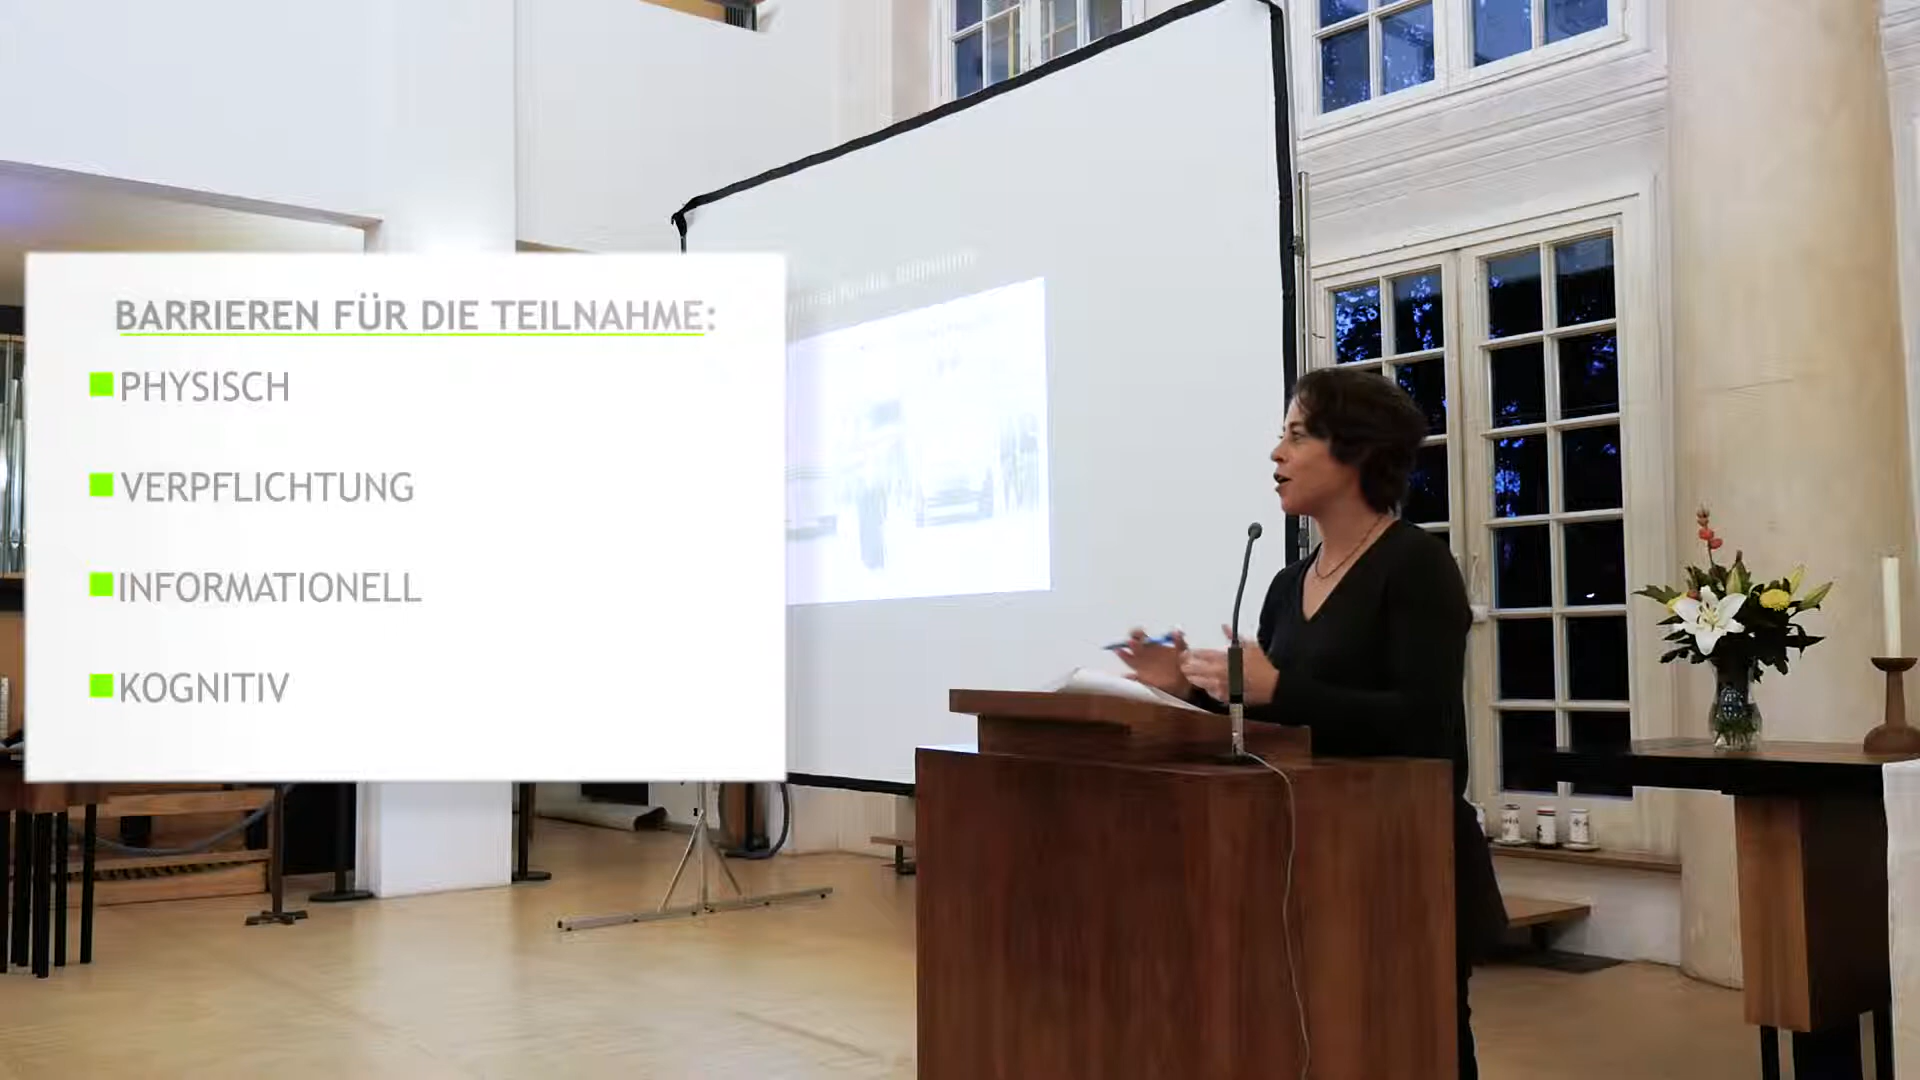 BARRIEREN FÜR DIE TEILNAHME:
PHYSISCH
VERPFLICHTUNG
INFORMATIONELL
KOGNITIV